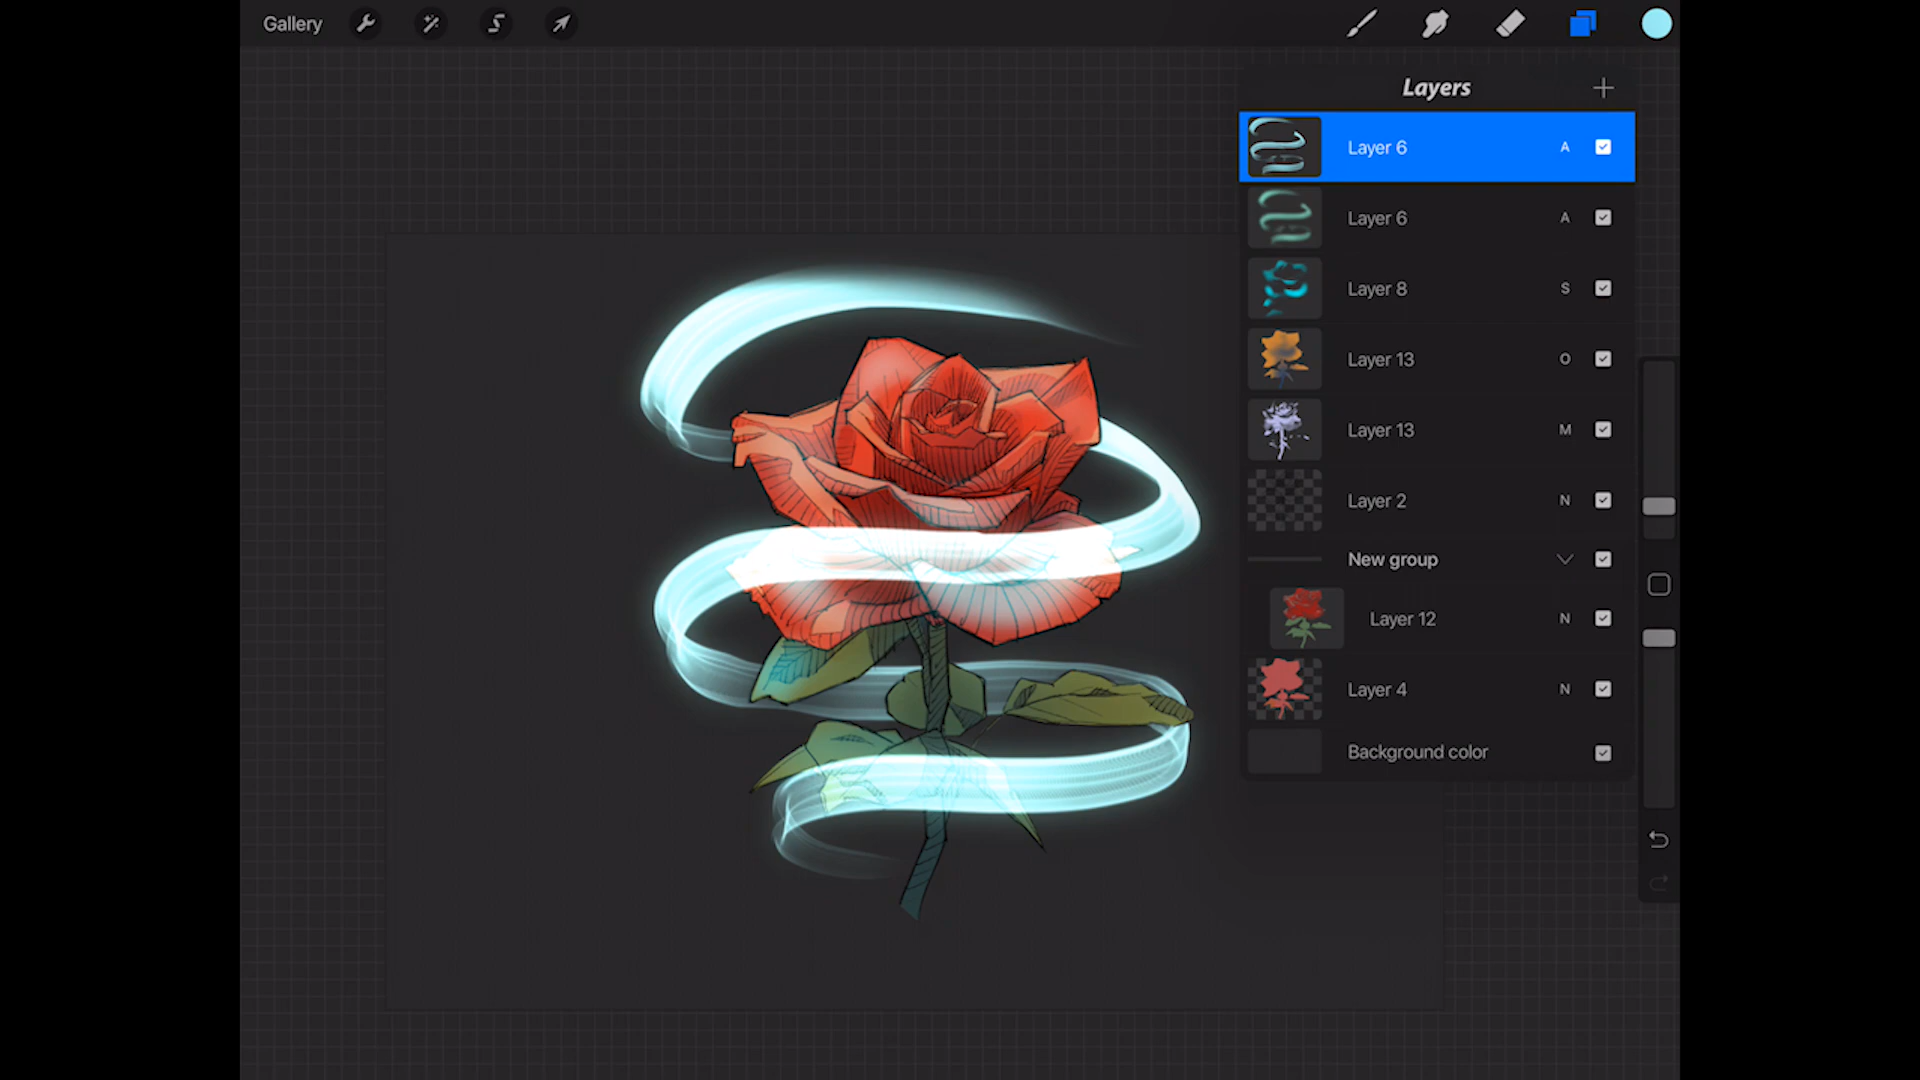 Gallery
Layers
Layer 6 A
Layer 6 A
Layer 8 S
Layer 13 O
Layer 13 M
Layer 2 N
New group
Layer 12 N
Layer 4 N
Background color